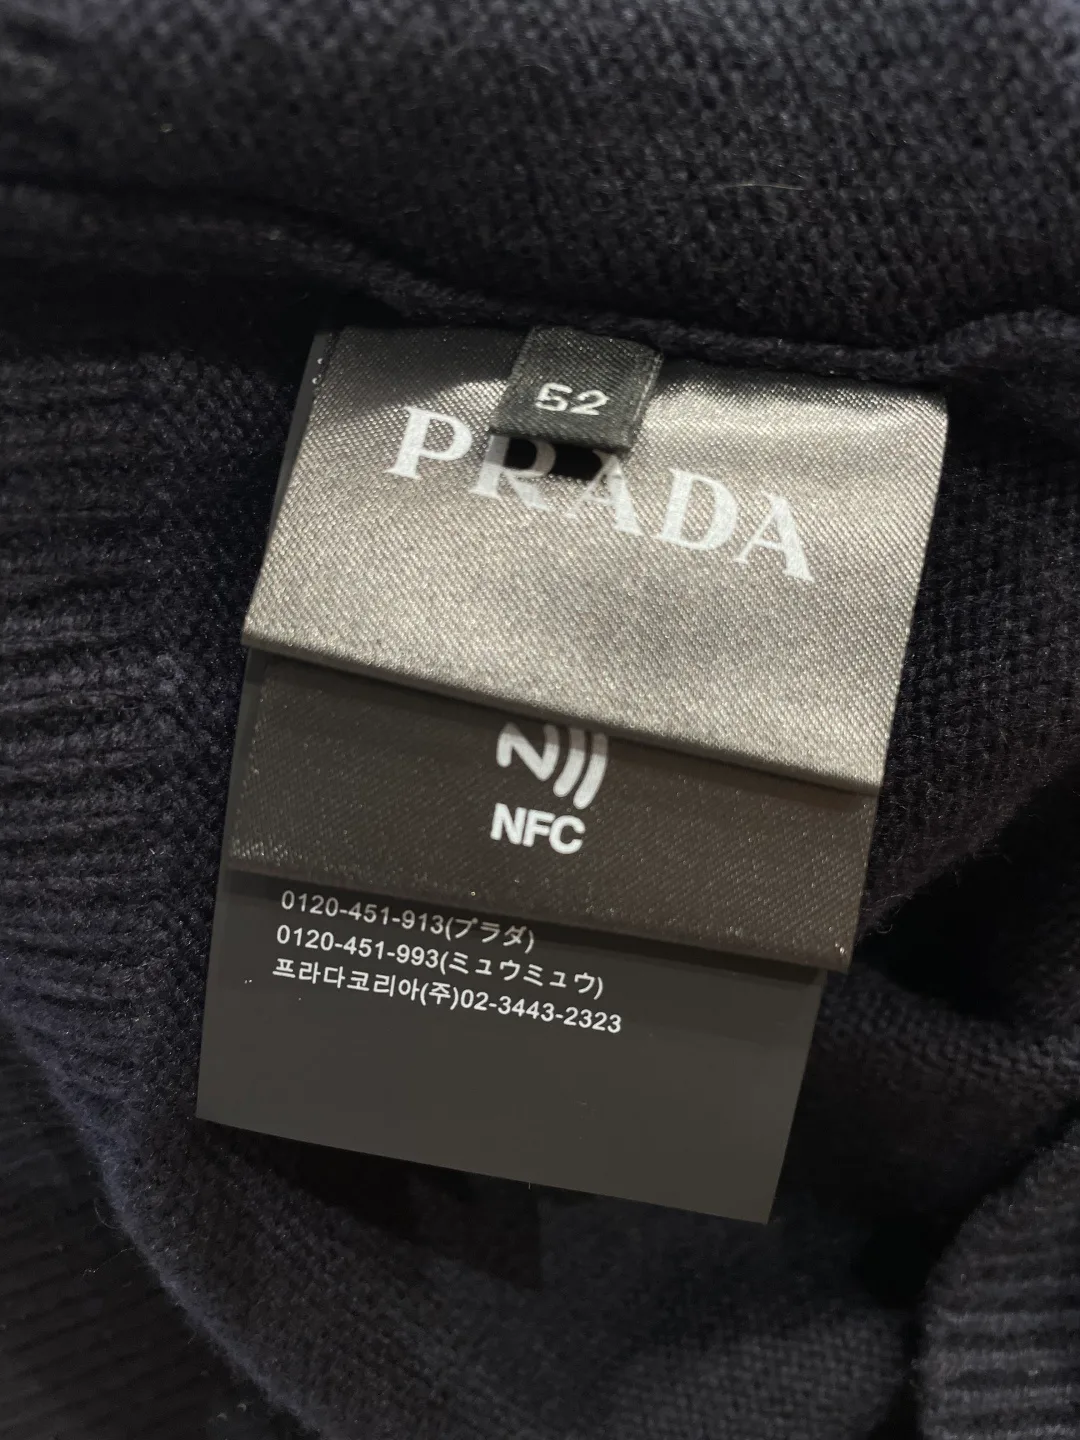 52
PRADA
NFC
0120-451-913(プラダ)
0120-451-993(ミュウミュウ)
프라다코리아(주)02-3443-2323